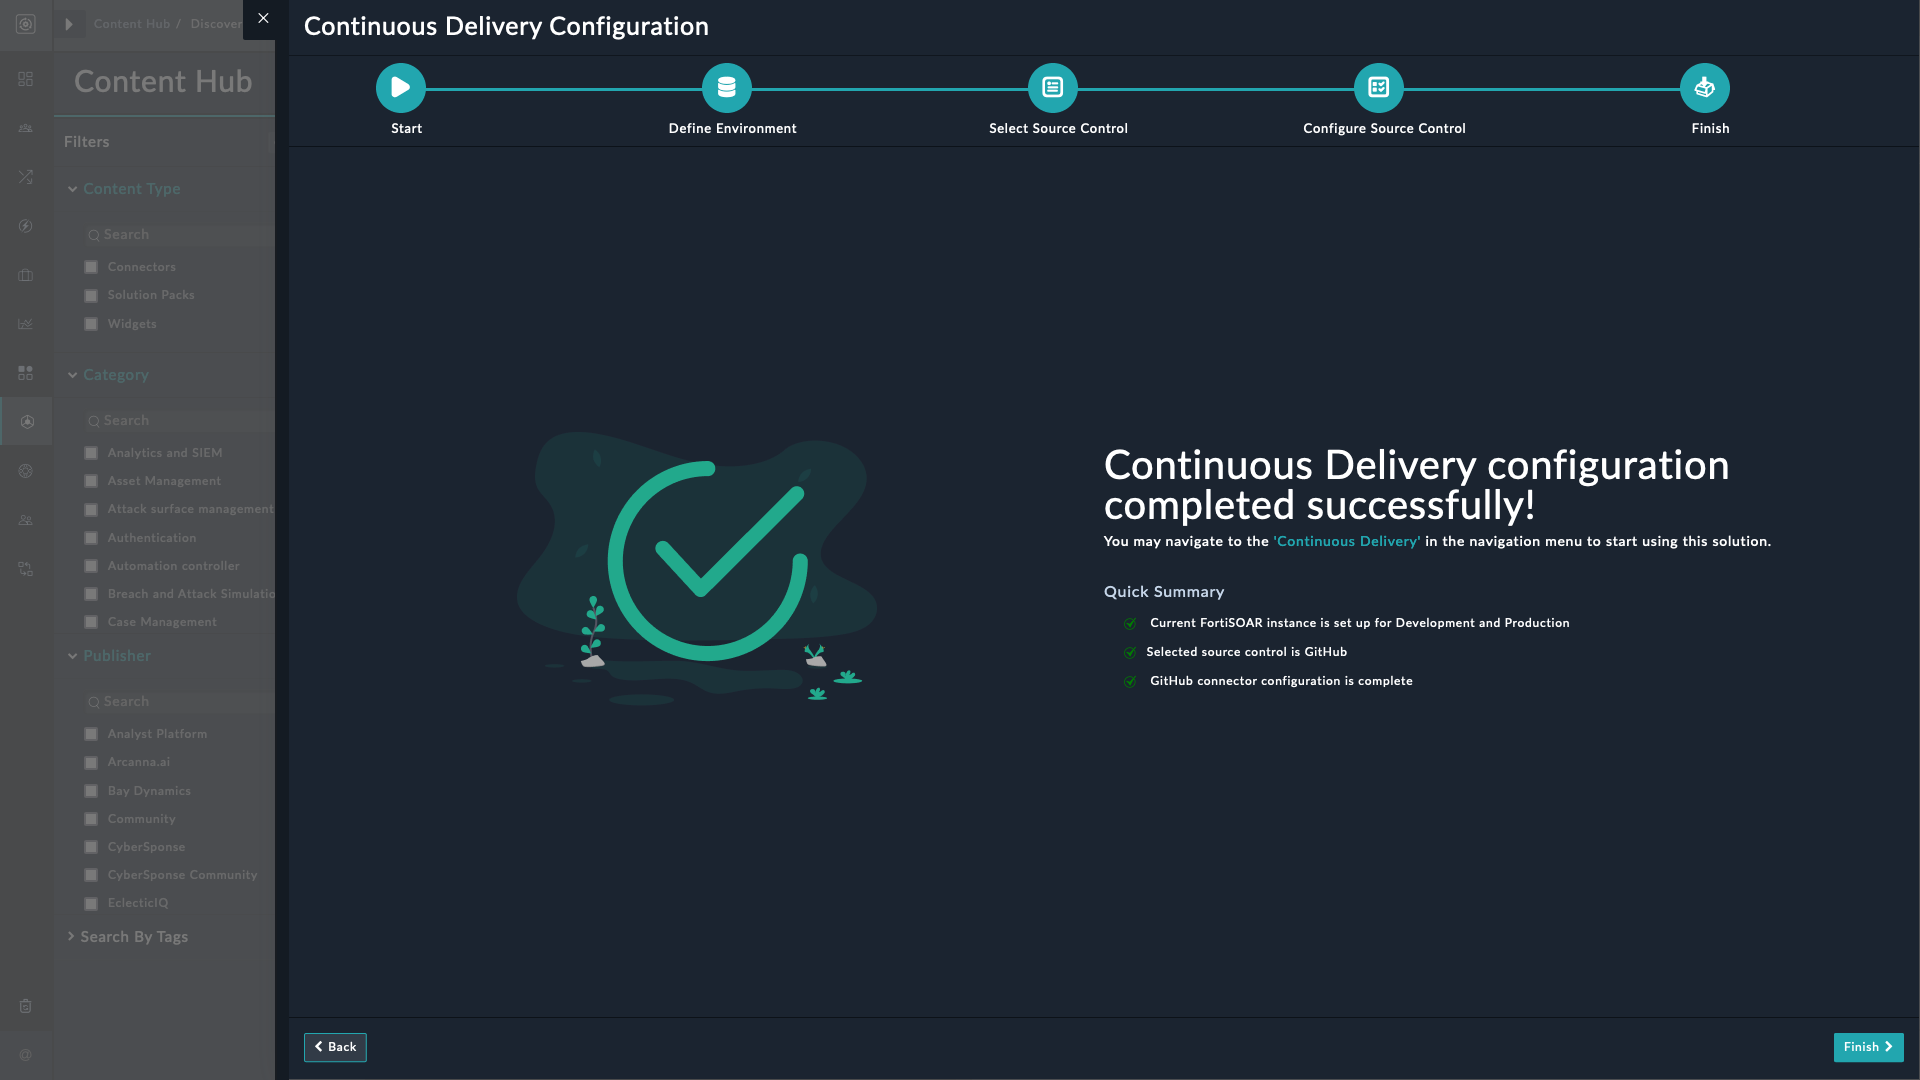 Content Hub / Discover
Content Hub
Filters
Content Type
Search
Connectors
Solution Packs
Widgets
Category
Search
Analytics and SIEM
Asset Management
Attack surface management
Authentication
Automation controller
Breach and Attack Simulatio
Case Management
Publisher
Search
Analyst Platform
Arcanna.ai
Bay Dynamics
Community
CyberSponse
CyberSponse Community
EclecticIQ
Search By Tags
Continuous Delivery Configuration
Start
Define Environment
Select Source Control
Configure Source Control
Finish
Continuous Delivery configuration
completed successfully!
You may navigate to the 'Continuous Delivery' in the navigation menu to start using this solution.
Quick Summary
Current FortiSOAR instance is set up for Development and Production
Selected source control is GitHub
GitHub connector configuration is complete
Back
Finish